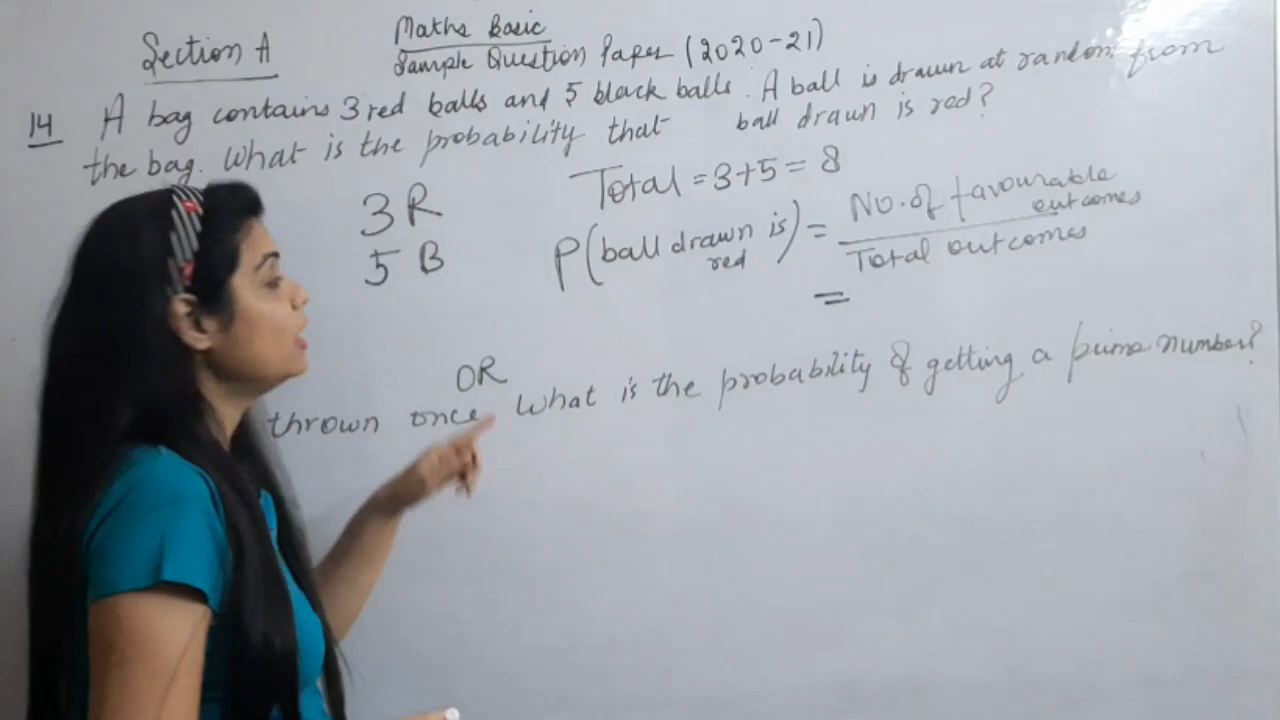 Section A
Maths Basic
Sample Question Paper (2020-21)
14 A bag contains 3 red balls and 5 black balls. A ball is drawn at random from
the bag. What is the probability that ball drawn is red?
3 R
5 B
Total = 3+5 = 8
P(ball drawn is red) = No. of favourable outcomes
Total outcomes
=
OR
thrown once What is the probability of getting a prime number?